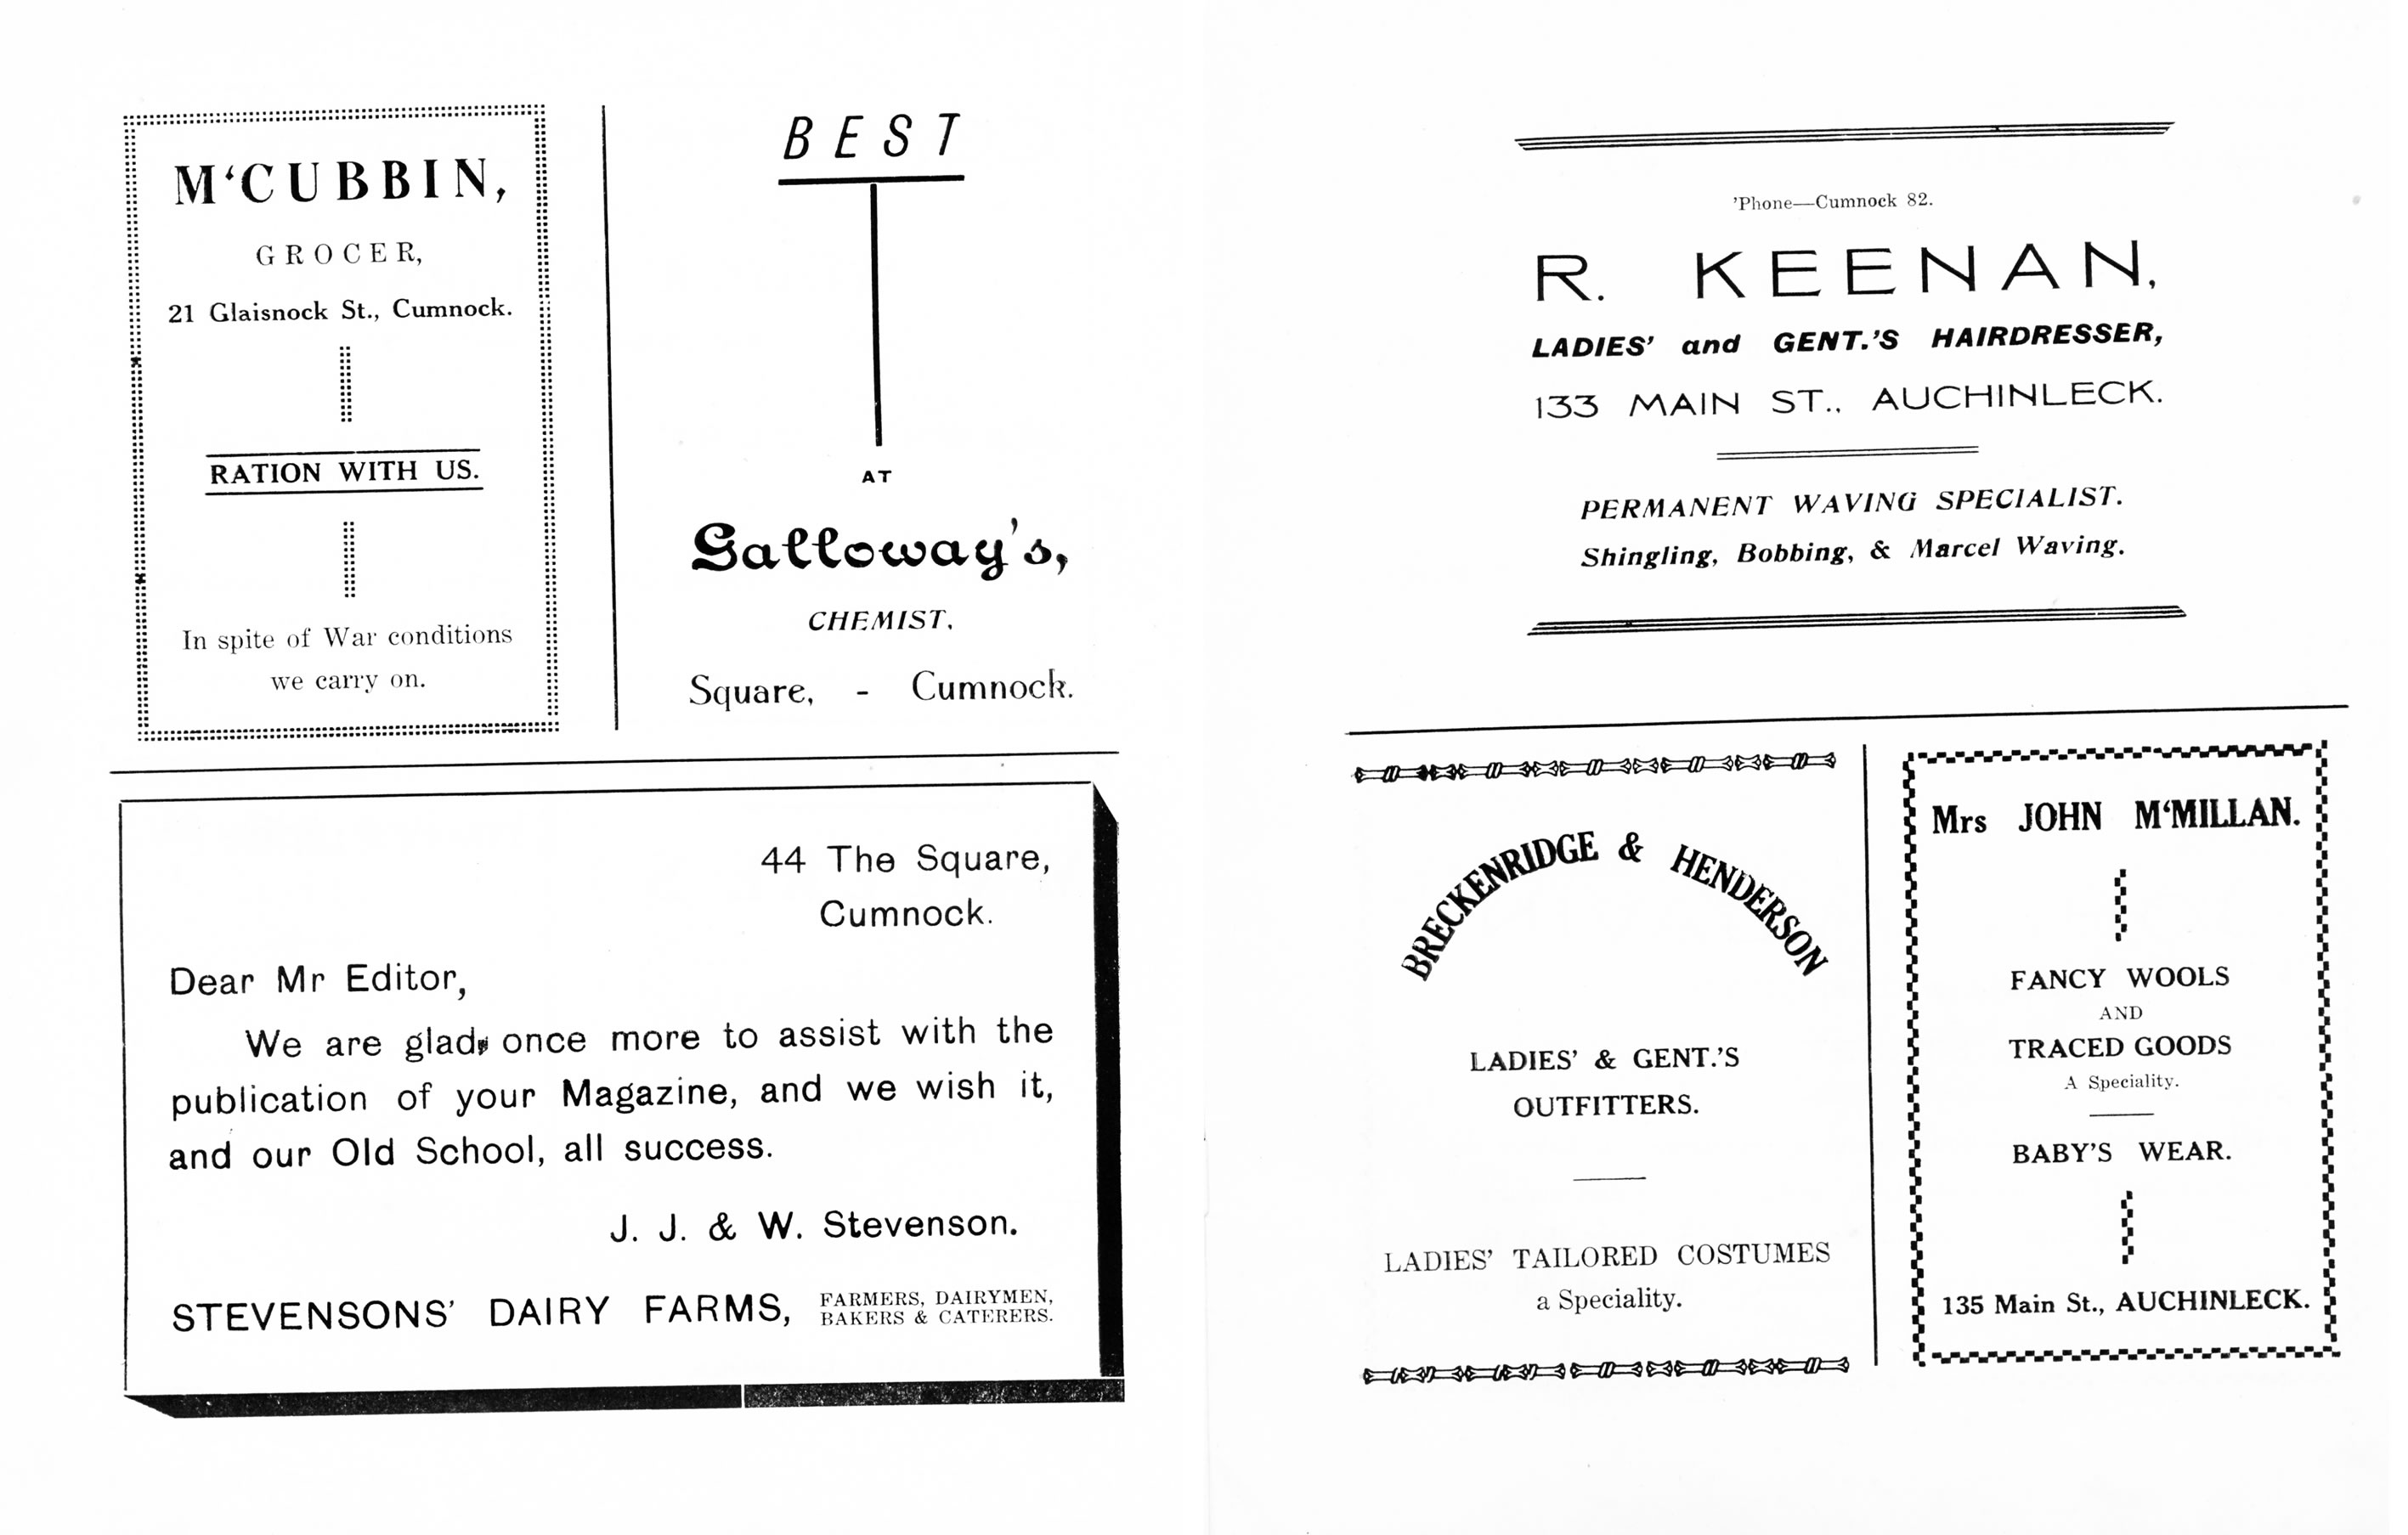 M‘CUBBIN,
GROCER,
21 Glaisnock St., Cumnock.
RATION WITH US.
In spite of War conditions
we carry on.
BEST
AT
Galloway's,
CHEMIST,
Square, - Cumnock.
44 The Square,
Cumnock.
Dear Mr Editor,
We are glad, once more to assist with the
publication of your Magazine, and we wish it,
and our Old School, all success.
J. J. & W. Stevenson.
STEVENSONS' DAIRY FARMS,
FARMERS, DAIRYMEN,
BAKERS & CATERERS.
'Phone—Cumnock 82.
R. KEENAN,
LADIES' and GENT.'S HAIRDRESSER,
133 MAIN ST., AUCHINLECK.
PERMANENT WAVING SPECIALIST.
Shingling, Bobbing, & Marcel Waving.
BRECKENRIDGE & HENDERSON
LADIES' & GENT.'S
OUTFITTERS.
LADIES' TAILORED COSTUMES
a Speciality.
Mrs JOHN M‘MILLAN.
FANCY WOOLS
AND
TRACED GOODS
A Speciality.
BABY'S WEAR.
135 Main St., AUCHINLECK.